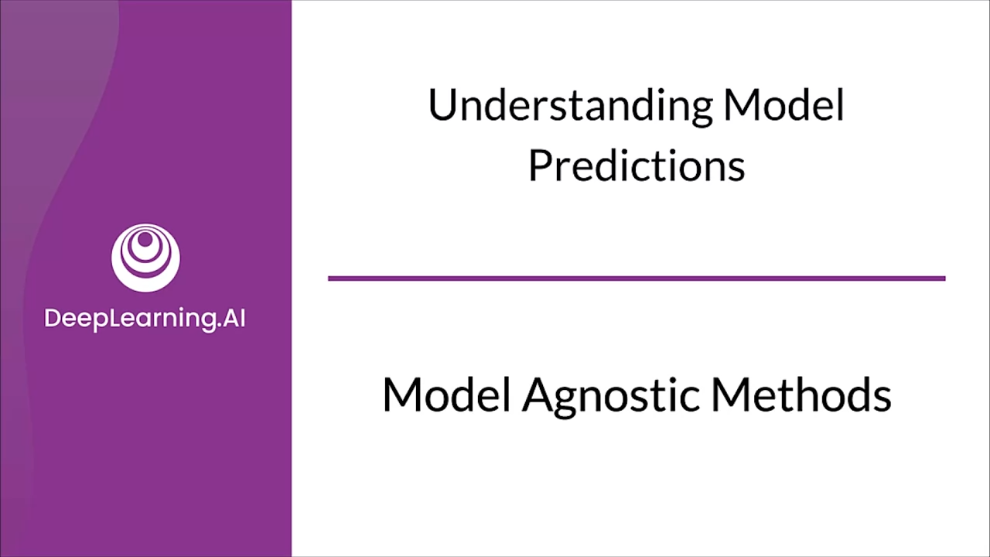 DeepLearning.AI
Understanding Model
Predictions
Model Agnostic Methods